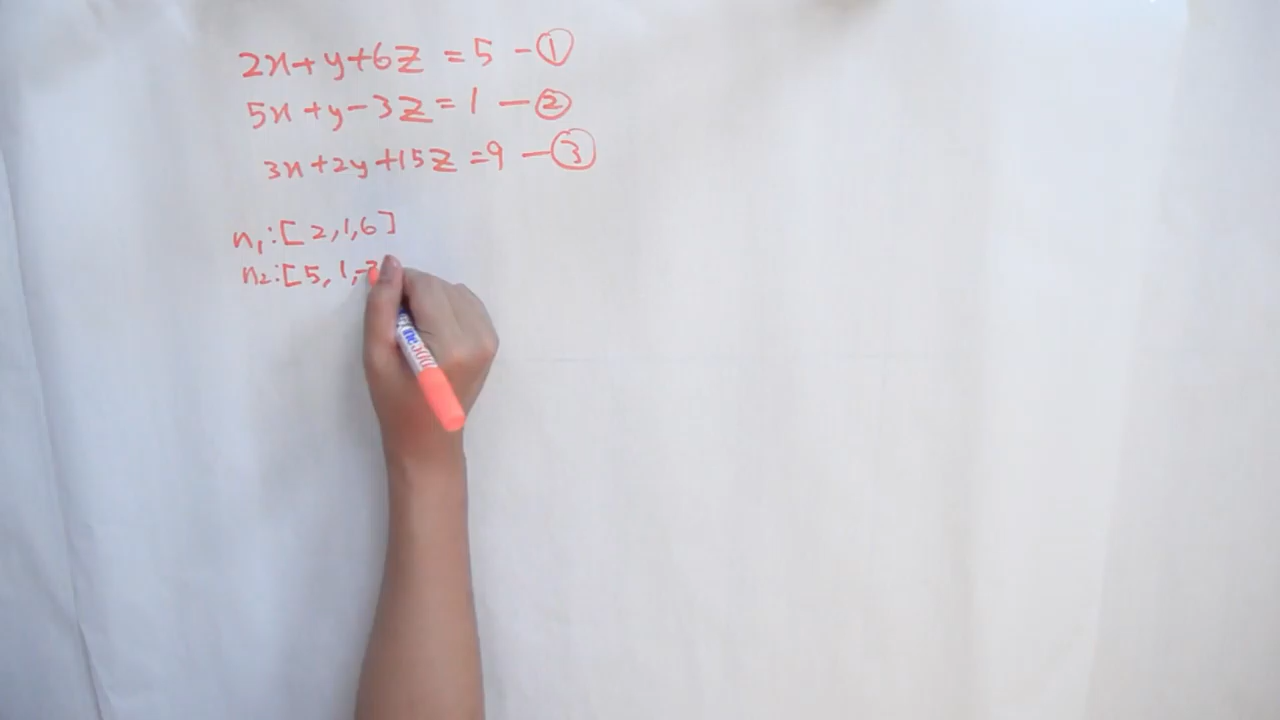 2x+y+6z=5 -①
5x+y-3z=1 -②
3x+2y+15z=9 -③
n₁:[2,1,6]
n₂:[5,1,-3